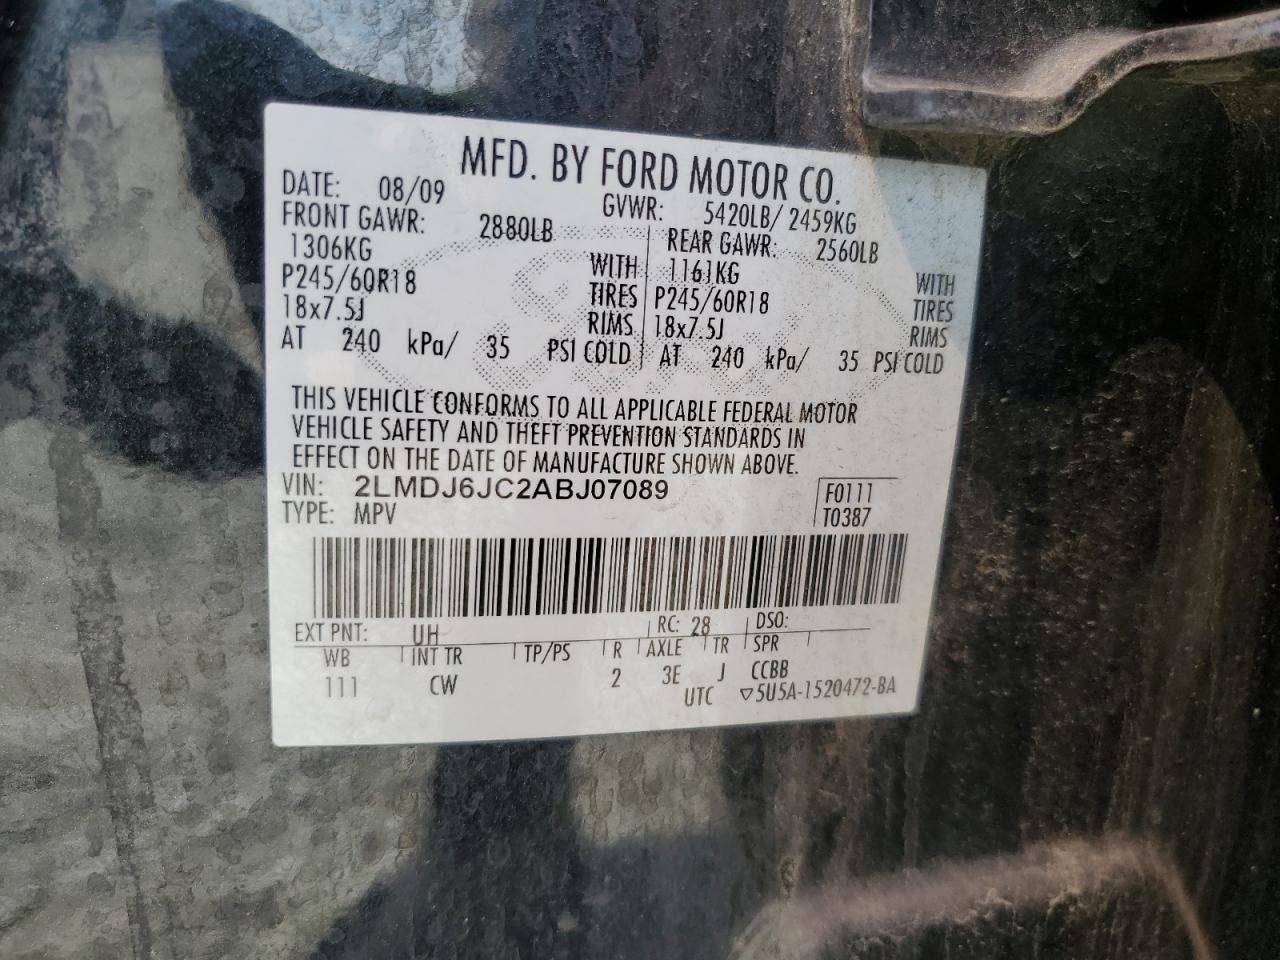 MFD. BY FORD MOTOR CO.
DATE: 08/09 GVWR: 5420LB/ 2459KG
FRONT GAWR: 2880LB REAR GAWR: 2560LB
1306KG WITH 1161KG WITH
P245/60R18 TIRES P245/60R18 TIRES
18x7.5J RIMS 18x7.5J RIMS
AT 240 kPa/ 35 PSI COLD AT 240 kPa/ 35 PSI COLD
THIS VEHICLE CONFORMS TO ALL APPLICABLE FEDERAL MOTOR
VEHICLE SAFETY AND THEFT PREVENTION STANDARDS IN
EFFECT ON THE DATE OF MANUFACTURE SHOWN ABOVE.
VIN: 2LMDJ6JC2ABJ07089 F0111
TYPE: MPV T0387
EXT PNT: UH RC: 28 DSO:
WB INT TR TP/PS R AXLE TR SPR
111 CW 2 3E J CCBB
UTC ▽5U5A-1520472-BA